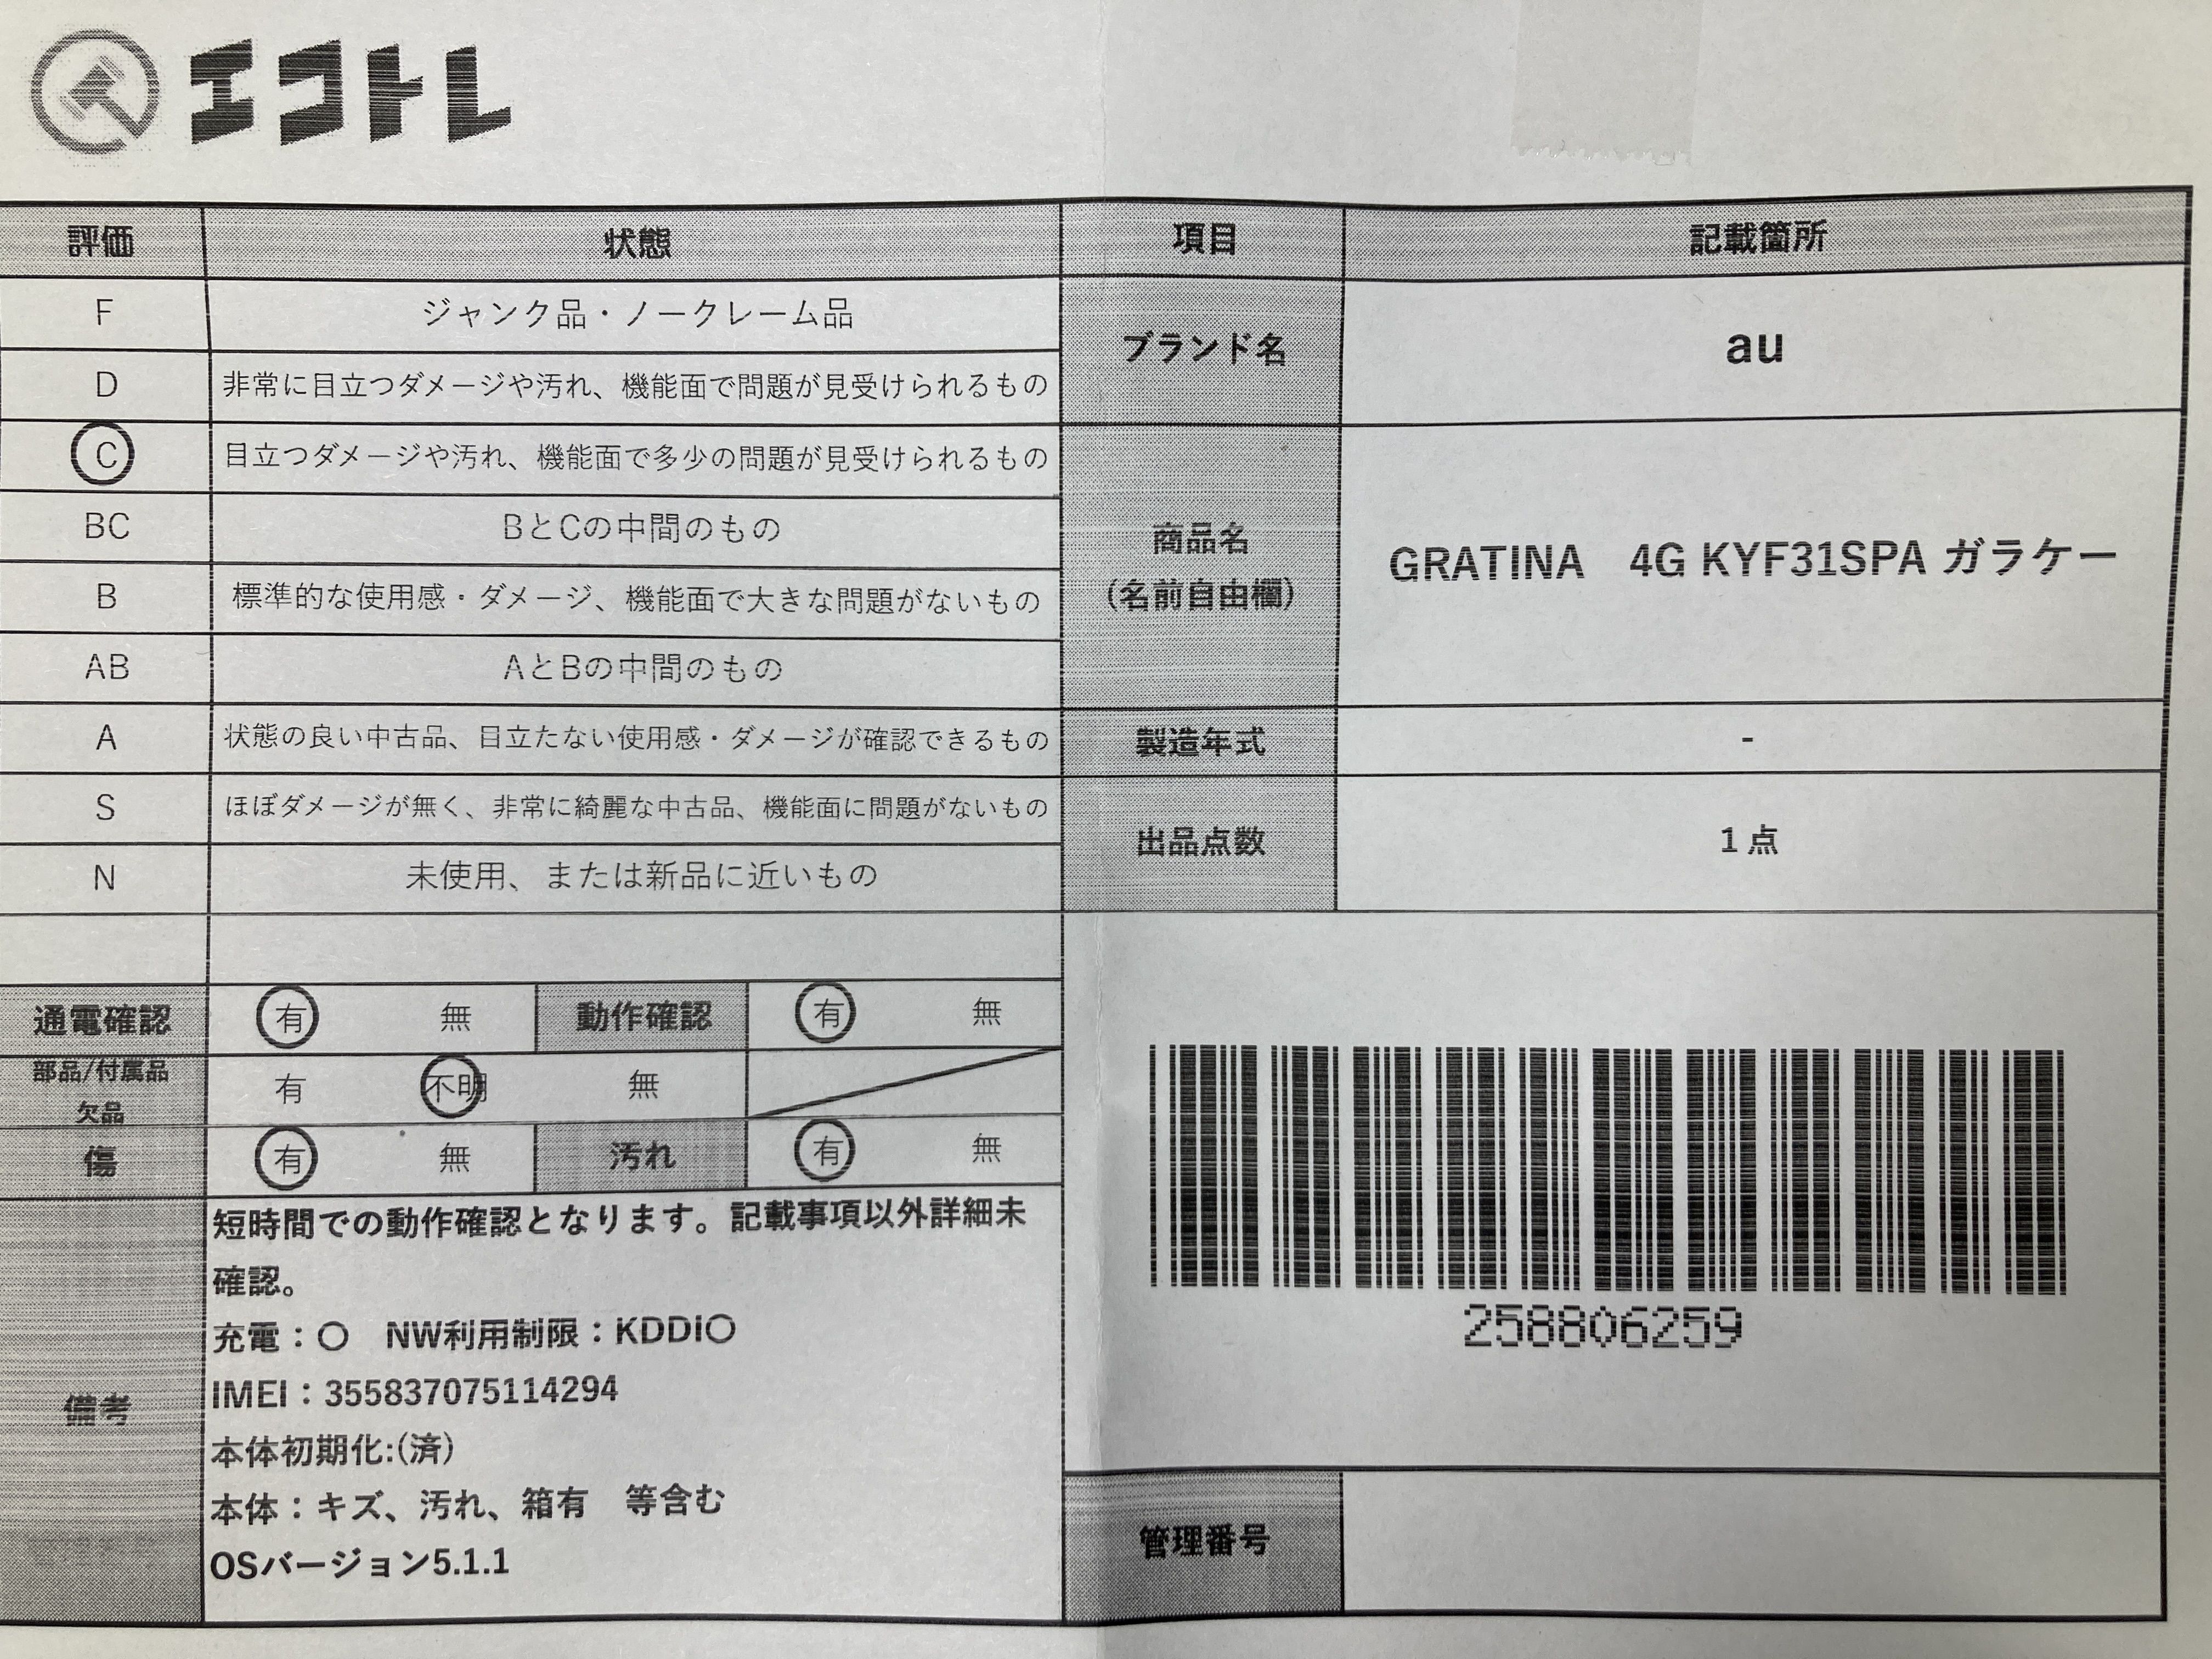 エコトレ
評価 状態 項目 記載箇所
F ジャンク品・ノークレーム品
D 非常に目立つダメージや汚れ、機能面で問題が見受けられるもの
C 目立つダメージや汚れ、機能面で多少の問題が見受けられるもの
BC BとCの中間のもの
B 標準的な使用感・ダメージ、機能面で大きな問題がないもの
AB AとBの中間のもの
A 状態の良い中古品、目立たない使用感・ダメージが確認できるもの
S ほぼダメージが無く、非常に綺麗な中古品、機能面に問題がないもの
N 未使用、または新品に近いもの
ブランド名 au
商品名
(名前自由欄)
GRATINA 4G KYF31SPA ガラケー
製造年式 -
出品点数 1点
通電確認 有 無 動作確認 有 無
部品/付属品
欠品
有 不明 無
傷 有 無 汚れ 有 無
備考
短時間での動作確認となります。記載事項以外詳細未
確認。
充電：〇 NW利用制限：KDDI〇
IMEI：355837075114294
本体初期化:(済)
本体：キズ、汚れ、箱有 等含む
OSバージョン5.1.1
258806259
管理番号